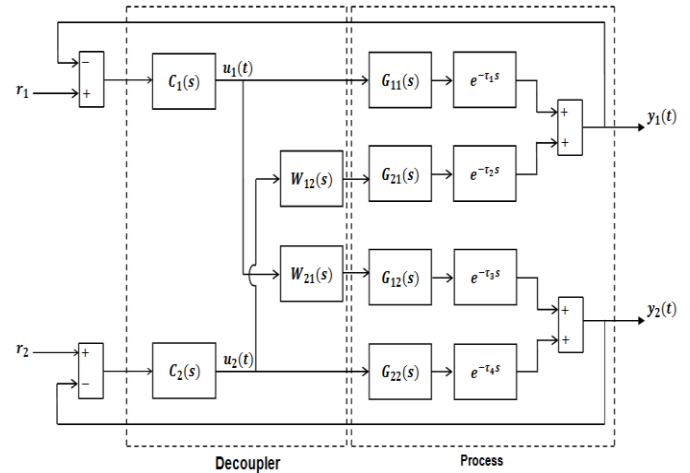 − + r₁
C₁(s)
u₁(t)
G₁₁(s)
e^{−τ₁s}
+ +
y₁(t)
W₁₂(s)
G₂₁(s)
e^{−τ₂s}
W₂₁(s)
G₁₂(s)
e^{−τ₃s}
+ +
y₂(t)
r₂ + −
C₂(s)
u₂(t)
G₂₂(s)
e^{−τ₄s}
Decoupler
Process